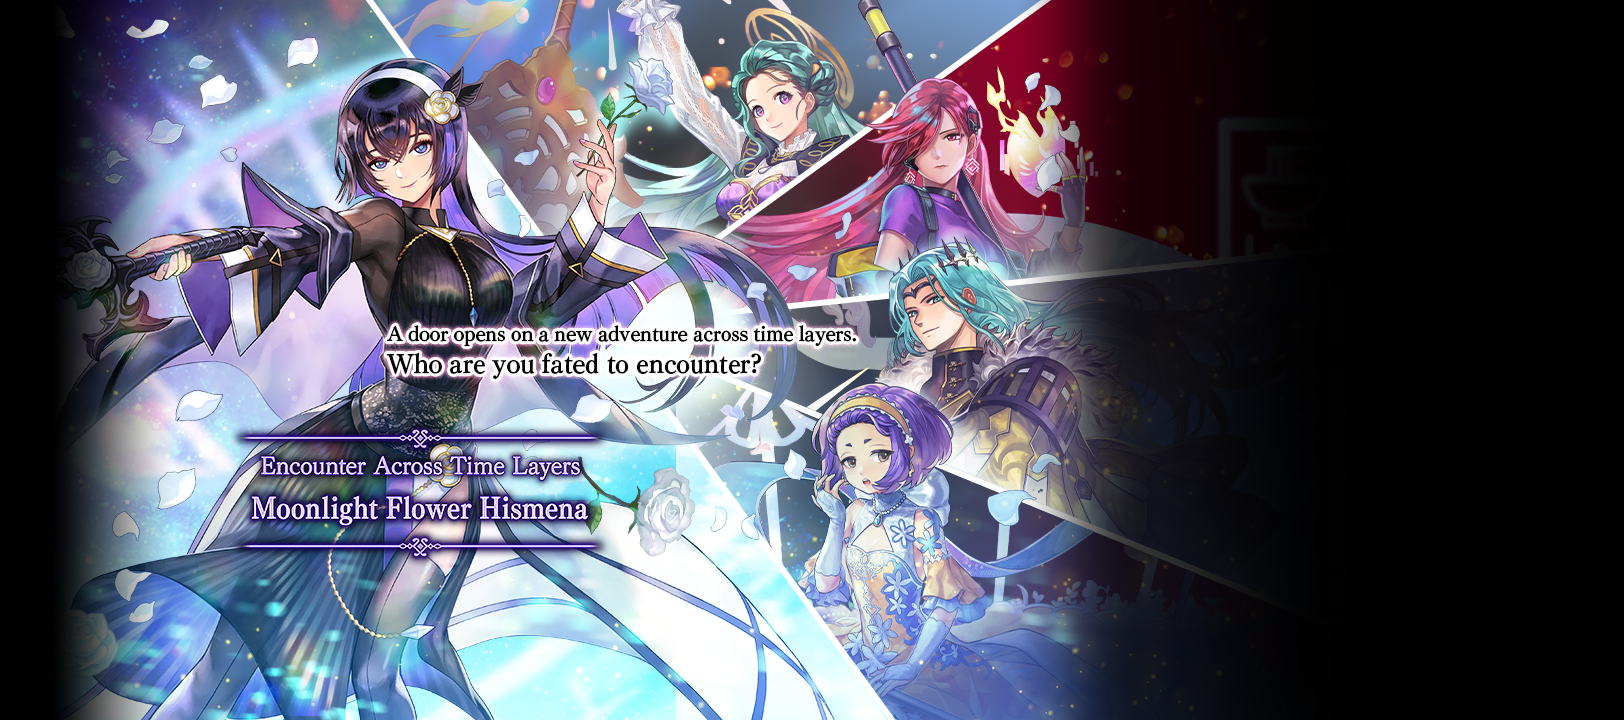 A door opens on a new adventure across time layers.
Who are you fated to encounter?
Encounter Across Time Layers
Moonlight Flower Hismena